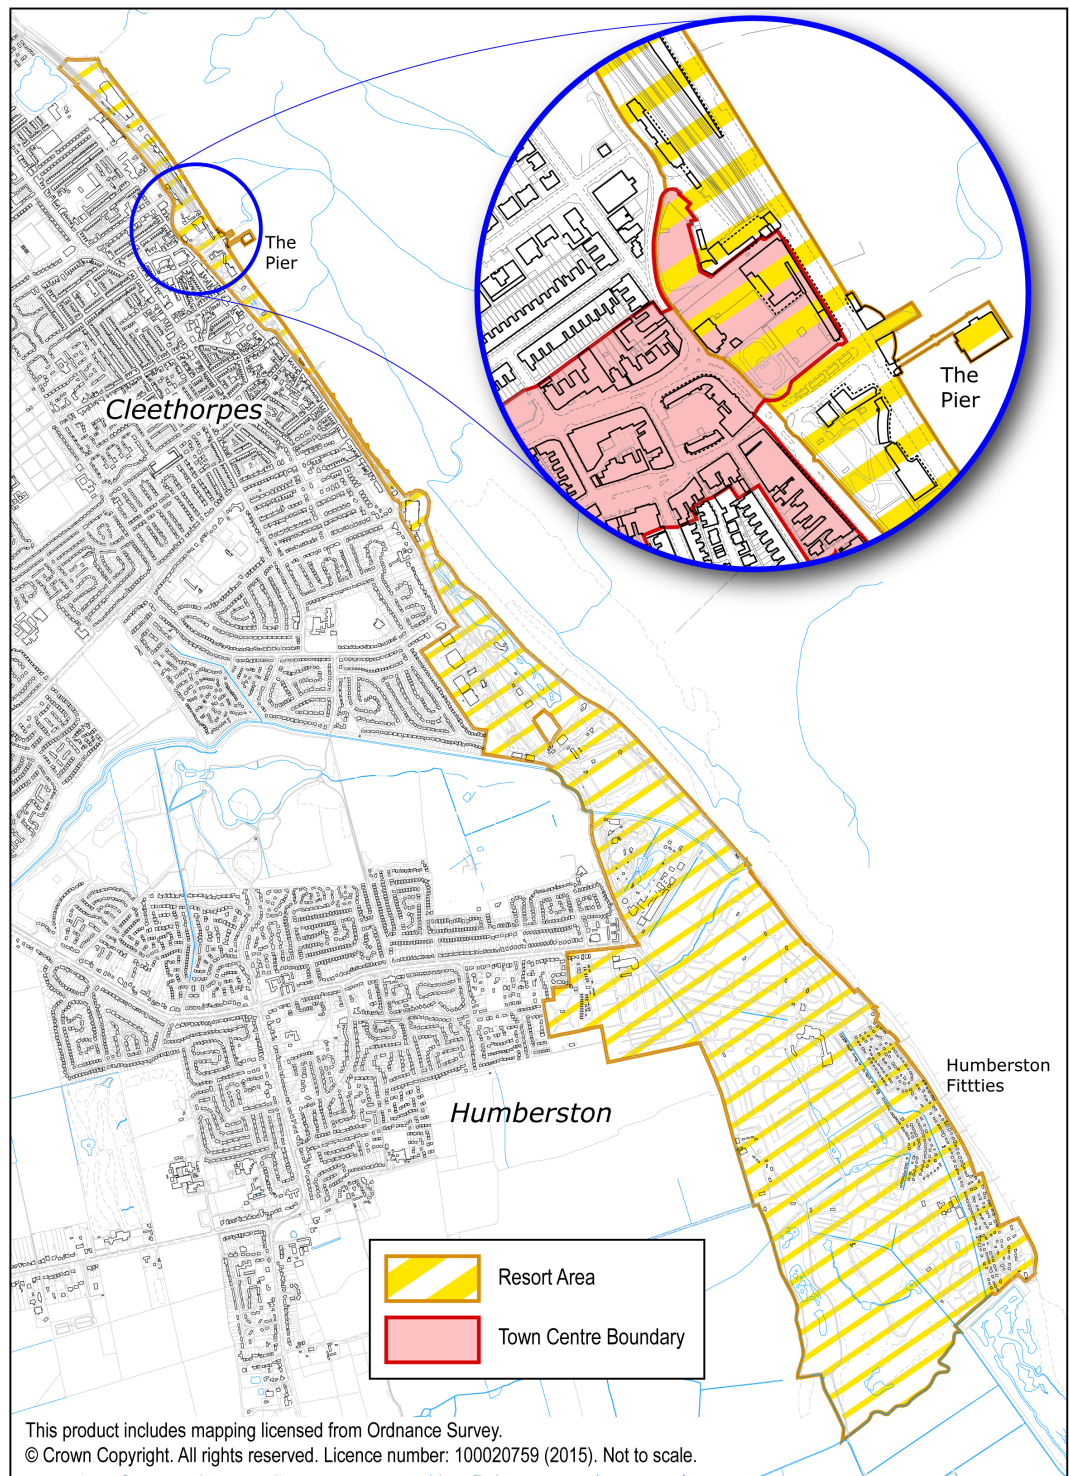 The
Pier
The
Pier
Cleethorpes
Humberston
Fittties
Humberston
Resort Area
Town Centre Boundary
This product includes mapping licensed from Ordnance Survey.
© Crown Copyright. All rights reserved. Licence number: 100020759 (2015). Not to scale.